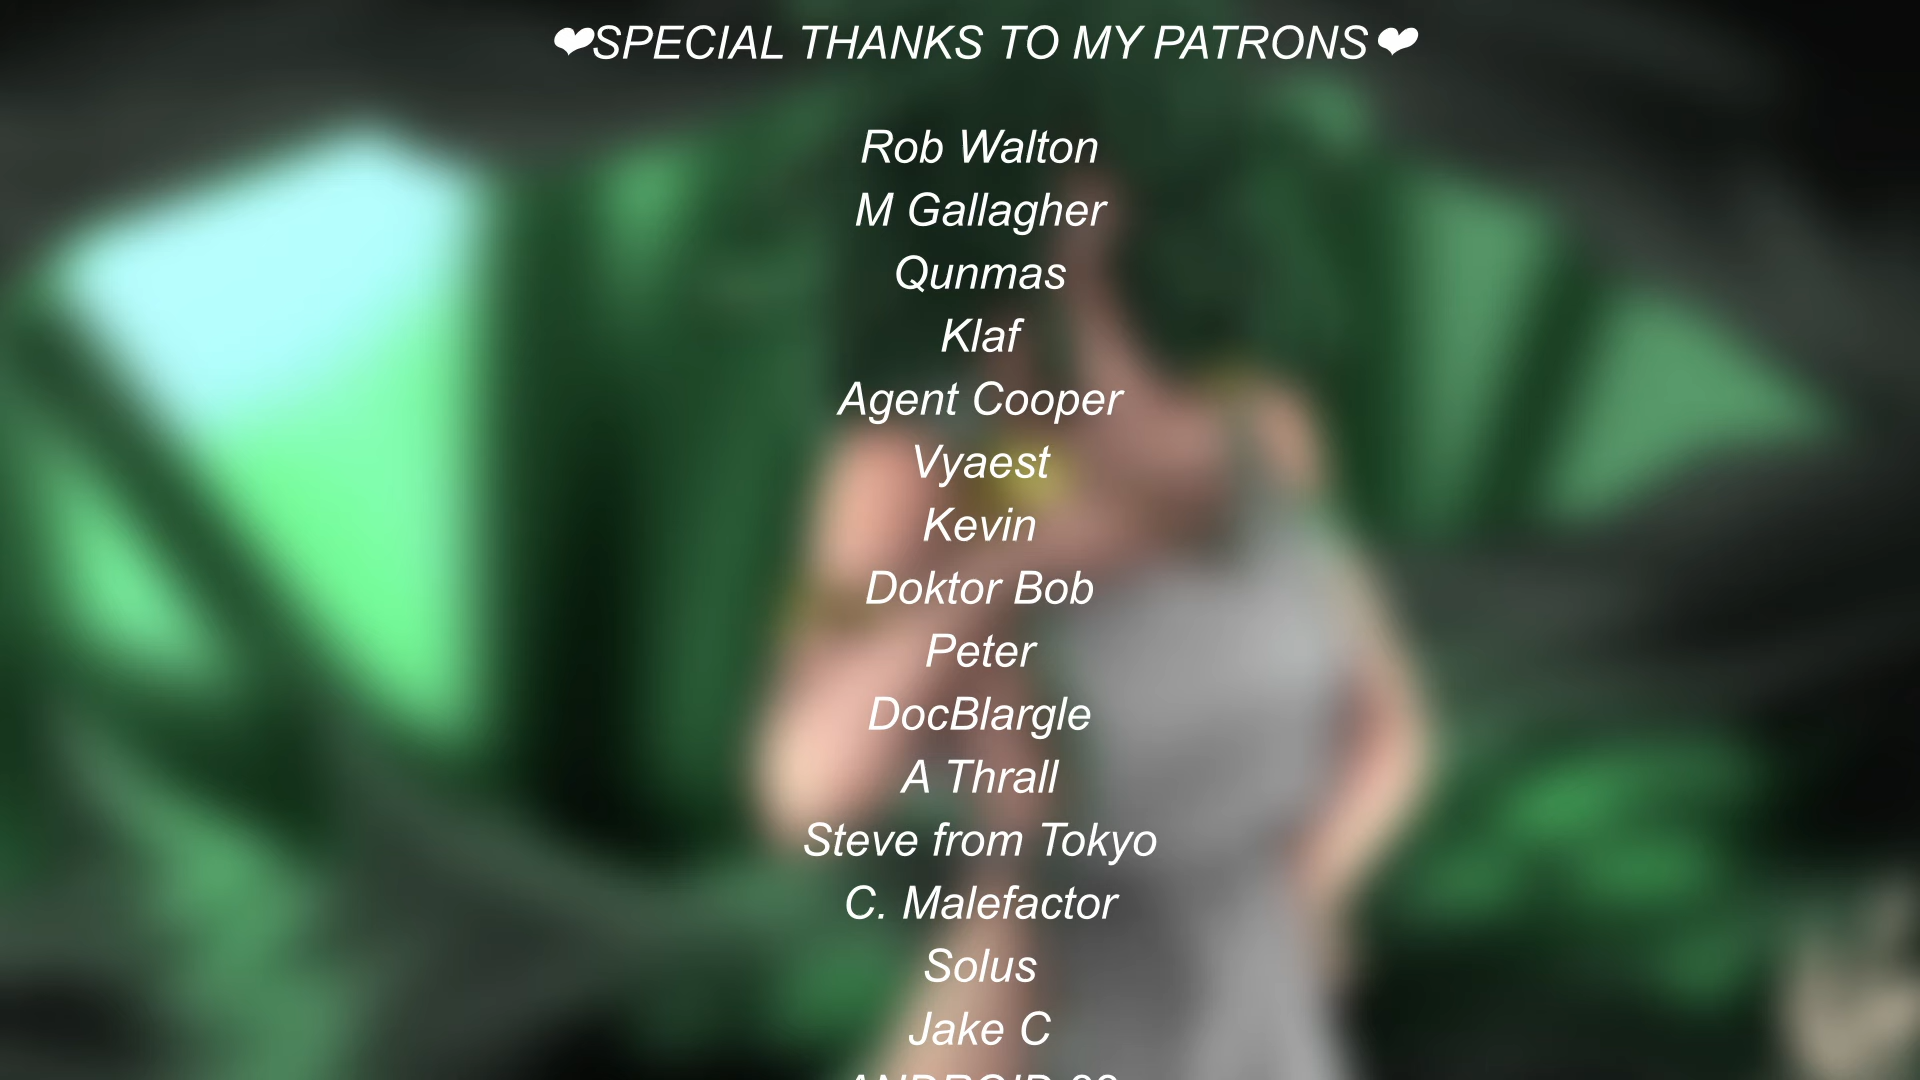 ❤SPECIAL THANKS TO MY PATRONS❤
Rob Walton
M Gallagher
Qunmas
Klaf
Agent Cooper
Vyaest
Kevin
Doktor Bob
Peter
DocBlargle
A Thrall
Steve from Tokyo
C. Malefactor
Solus
Jake C
ANDROID